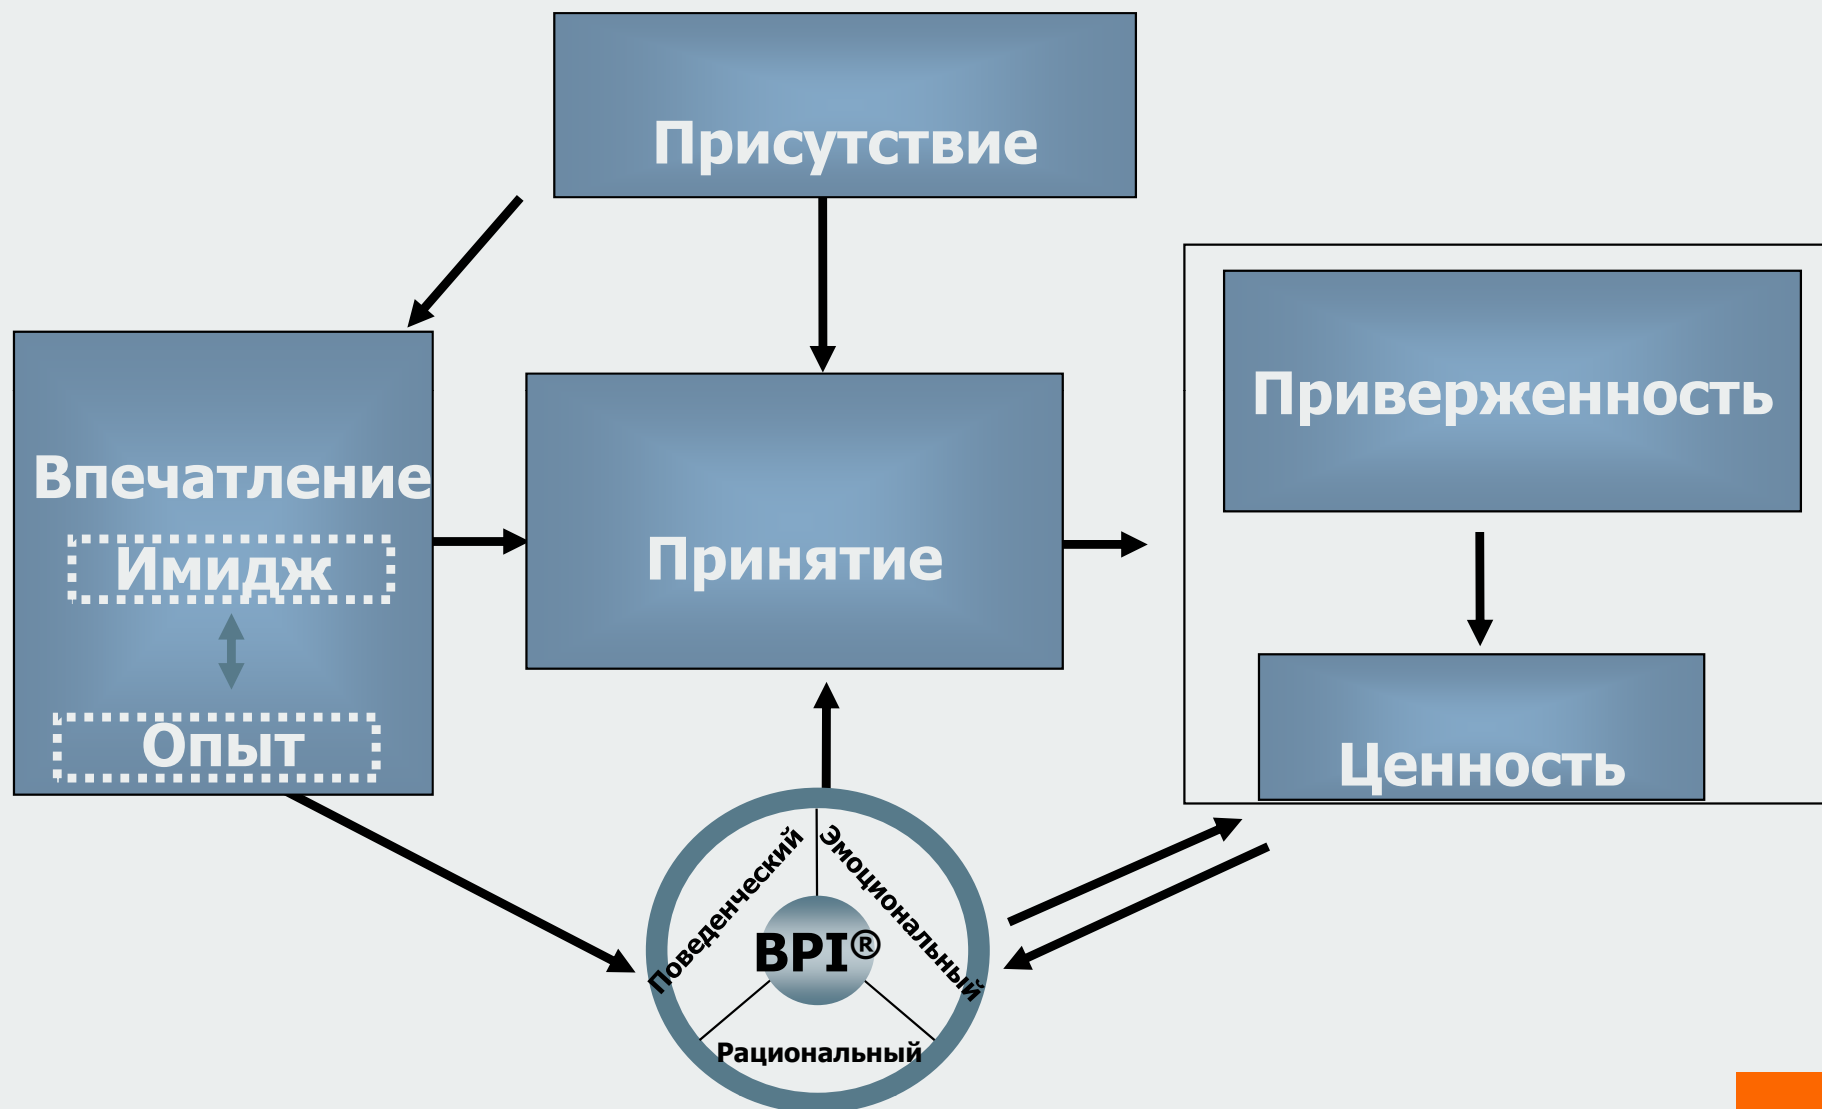 Присутствие
Приверженность
Впечатление
Имидж
Принятие
Опыт
Ценность
Поведенческий
Эмоциональный
BPI®
Рациональный